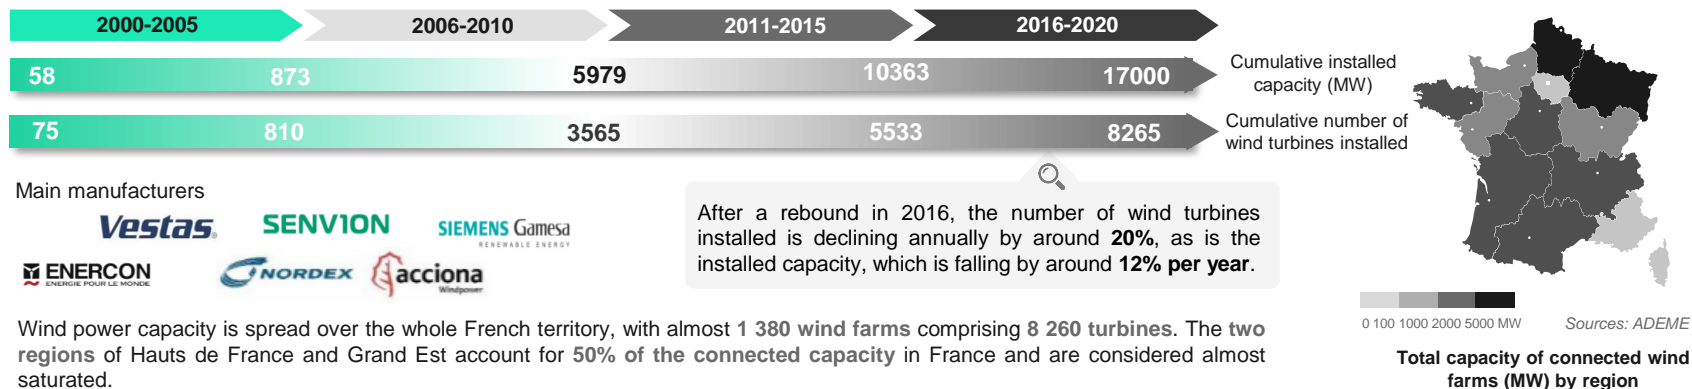 2000-2005 2006-2010 2011-2015 2016-2020
58 873 5979 10363 17000
Cumulative installed
capacity (MW)
75 810 3565 5533 8265
Cumulative number of
wind turbines installed
Main manufacturers
Vestas.
SENVION
SIEMENS Gamesa
RENEWABLE ENERGY
ENERCON
ENERGIE POUR LE MONDE
NORDEX
acciona
Windpower
After a rebound in 2016, the number of wind turbines
installed is declining annually by around 20%, as is the
installed capacity, which is falling by around 12% per year.
Wind power capacity is spread over the whole French territory, with almost 1 380 wind farms comprising 8 260 turbines. The two
regions of Hauts de France and Grand Est account for 50% of the connected capacity in France and are considered almost
saturated.
0 100 1000 2000 5000 MW
Sources: ADEME
Total capacity of connected wind
farms (MW) by region